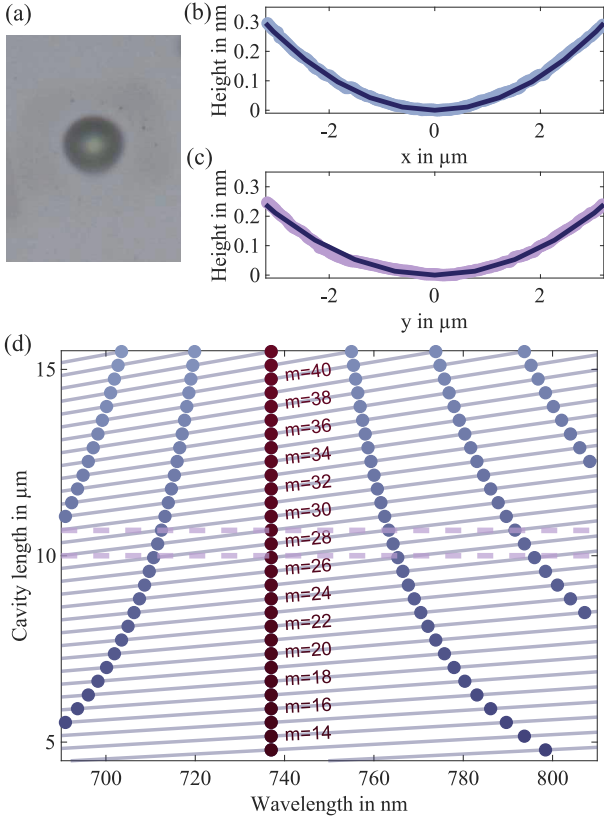 (a)
(b)
Height in nm
0.3
0.2
0.1
0
-2
0
2
x in µm
(c)
Height in nm
0.3
0.2
0.1
0
-2
0
2
y in µm
(d)
Cavity length in µm
15
10
5
m=40
m=38
m=36
m=34
m=32
m=30
m=28
m=26
m=24
m=22
m=20
m=18
m=16
m=14
700
720
740
760
780
800
Wavelength in nm